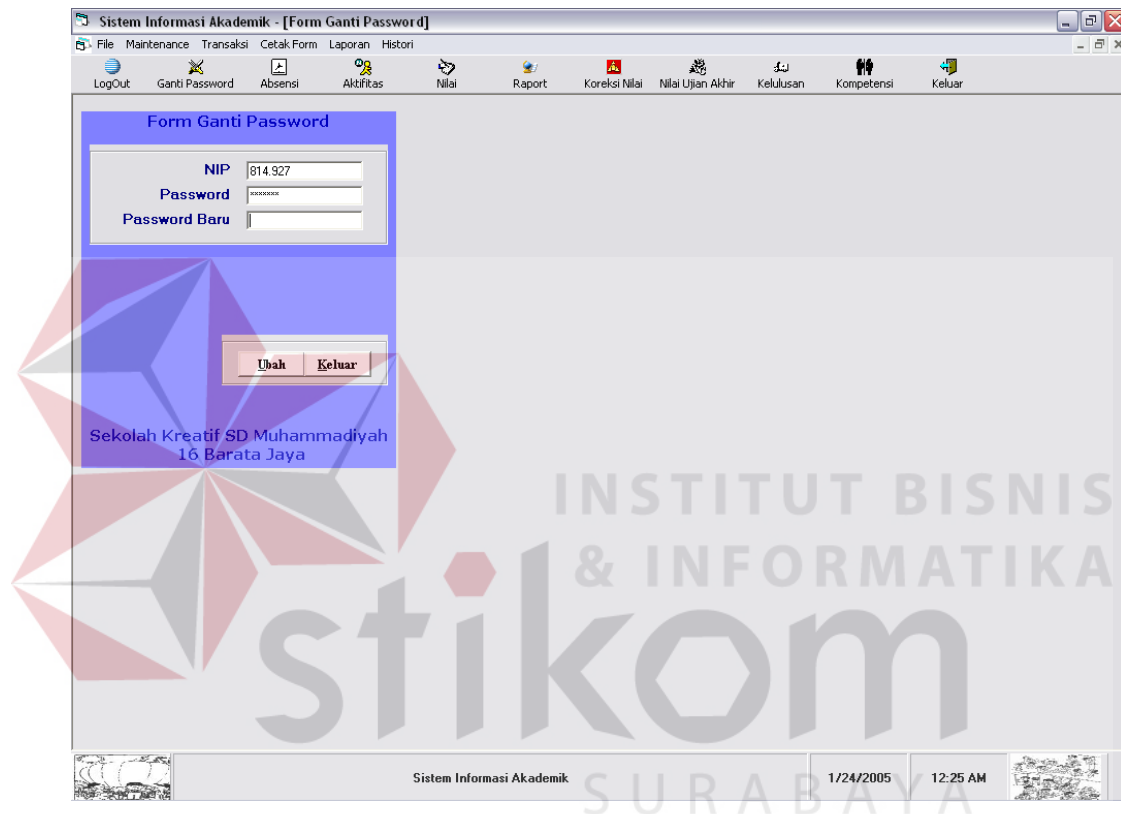 Sistem Informasi Akademik - [Form Ganti Password]
File Maintenance Transaksi Cetak Form Laporan Histori
LogOut Ganti Password Absensi Aktifitas Nilai Raport Koreksi Nilai Nilai Ujian Akhir Kelulusan Kompetensi Keluar
Form Ganti Password
NIP 814.927
Password xxxxxxx
Password Baru
Ubah Keluar
Sekolah Kreatif SD Muhammadiyah
16 Barata Jaya
INSTITUT BISNIS
& INFORMATIKA
stikom
SURABAYA
Sistem Informasi Akademik 1/24/2005 12:25 AM